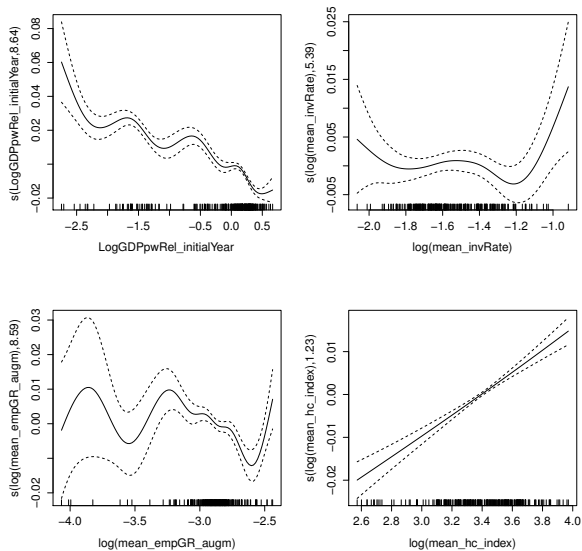 s(LogGDPpwRel_initialYear,8.64)
0.08
0.06
0.04
0.02
−0.02
−2.5 −1.5 −0.5 0.0 0.5
LogGDPpwRel_initialYear
s(log(mean_invRate),5.39)
0.025
0.015
0.005
−0.005
−2.0 −1.8 −1.6 −1.4 −1.2 −1.0
log(mean_invRate)
s(log(mean_empGR_augm),8.59)
0.03
0.02
0.01
0.00
−0.02
−4.0 −3.5 −3.0 −2.5
log(mean_empGR_augm)
s(log(mean_hc_index),1.23)
0.01
0.00
−0.01
−0.02
2.6 2.8 3.0 3.2 3.4 3.6 3.8 4.0
log(mean_hc_index)